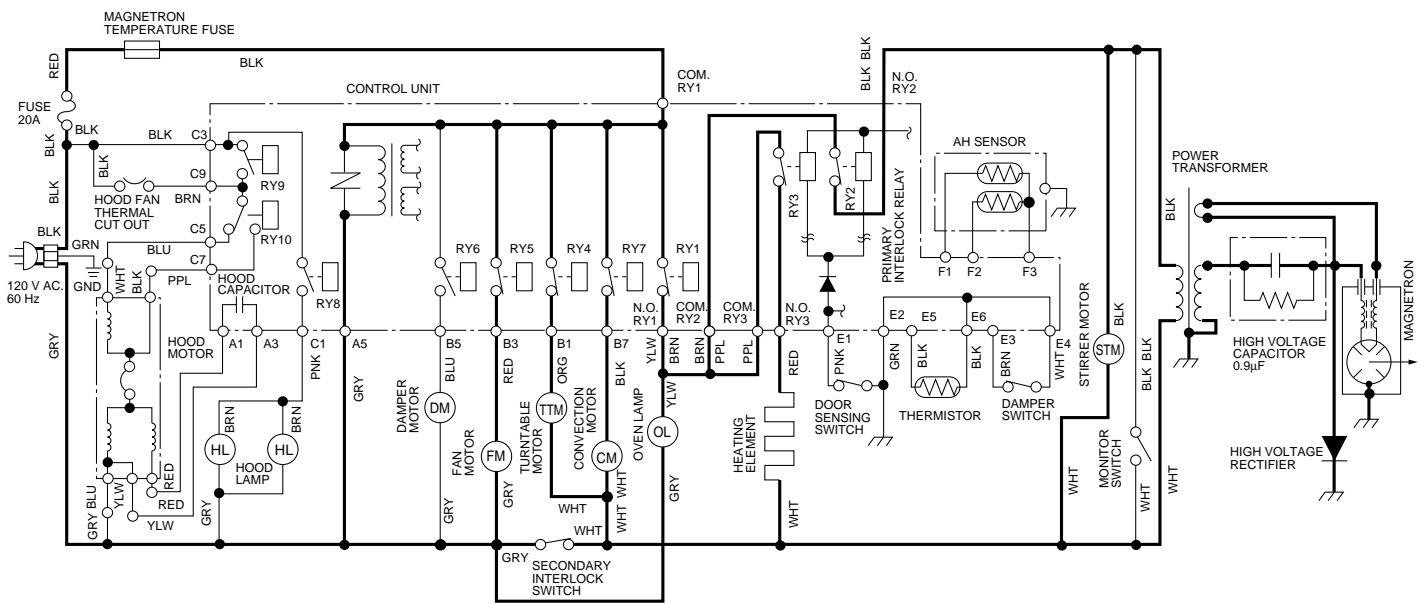 MAGNETRON
TEMPERATURE FUSE
RED
BLK
FUSE
20A
BLK
BLK
BLK
BLK
BLK
CONTROL UNIT
C3
C9
BRN
HOOD FAN
THERMAL
CUT OUT
RY9
RY10
C5
BLU
C7
PPL
BLK
GRN
GND
120 V AC.
60 Hz
WHT
BLK
HOOD
CAPACITOR
RY8
GRY
HOOD
MOTOR
A1
A3
C1
A5
PNK
GRY
BRN
BRN
HL
HL
HOOD
LAMP
RED
RED
YLW
YLW
BLU
GRY
GRY
RY6
RY5
RY4
RY7
RY1
B5
B3
B1
B7
N.O.
RY1
COM.
RY2
COM.
RY3
N.O.
RY3
BLU
RED
ORG
BLK
YLW
BRN
BRN
PPL
PPL
RED
DAMPER
MOTOR
DM
FAN
MOTOR
FM
TURNTABLE
MOTOR
TTM
CONVECTION
MOTOR
CM
OVEN LAMP
OL
YLW
GRY
GRY
GRY
WHT
WHT
WHT
WHT
GRY
SECONDARY
INTERLOCK
SWITCH
HEATING
ELEMENT
WHT
COM.
RY1
BLK BLK
N.O.
RY2
RY3
RY2
PRIMARY
INTERLOCK RELAY
AH SENSOR
F1
F2
F3
E1
E2
E5
E6
E3
E4
PNK
GRN
BLK
BLK
BRN
WHT
DOOR
SENSING
SWITCH
THERMISTOR
DAMPER
SWITCH
STIRRER MOTOR
STM
BLK
WHT
BLK BLK
MONITOR
SWITCH
WHT
WHT
POWER
TRANSFORMER
BLK
HIGH VOLTAGE
CAPACITOR
0.9µF
MAGNETRON
HIGH VOLTAGE
RECTIFIER